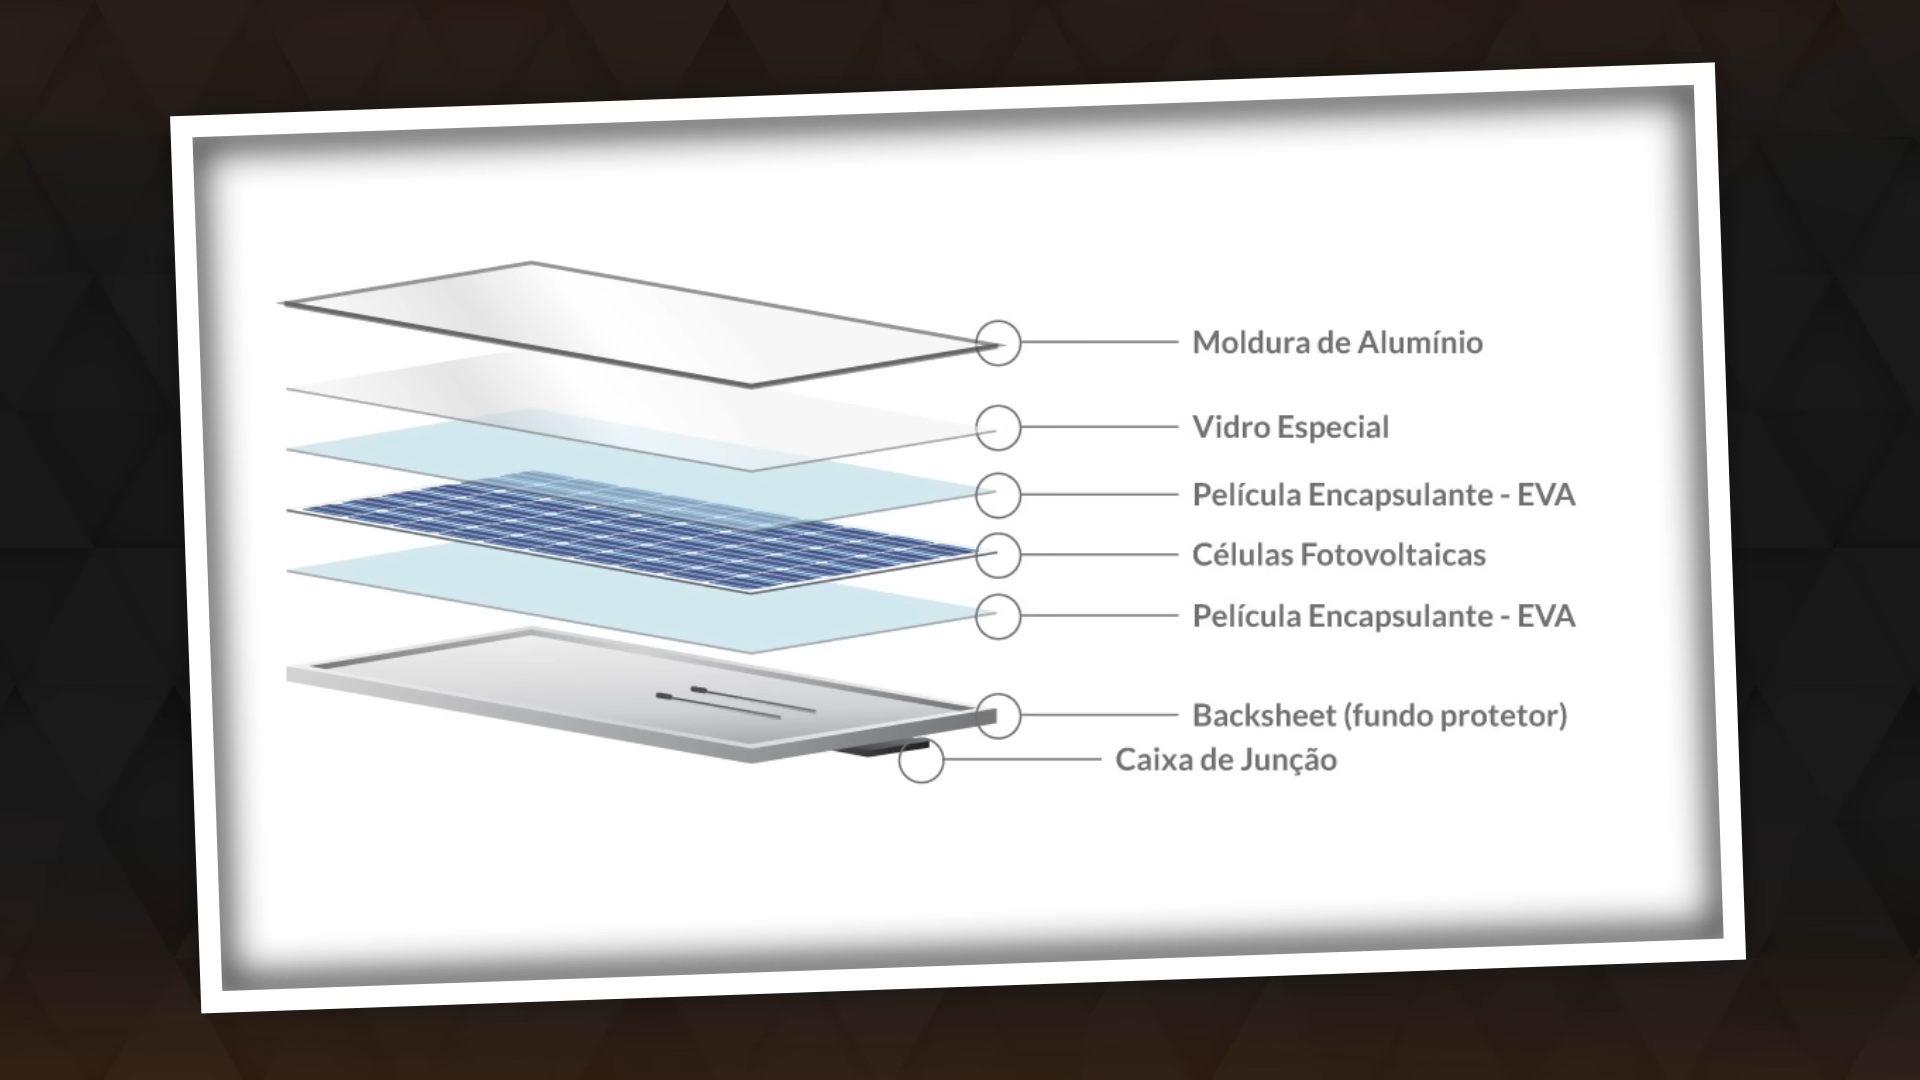 Moldura de Alumínio
Vidro Especial
Película Encapsulante - EVA
Células Fotovoltaicas
Película Encapsulante - EVA
Backsheet (fundo protetor)
Caixa de Junção